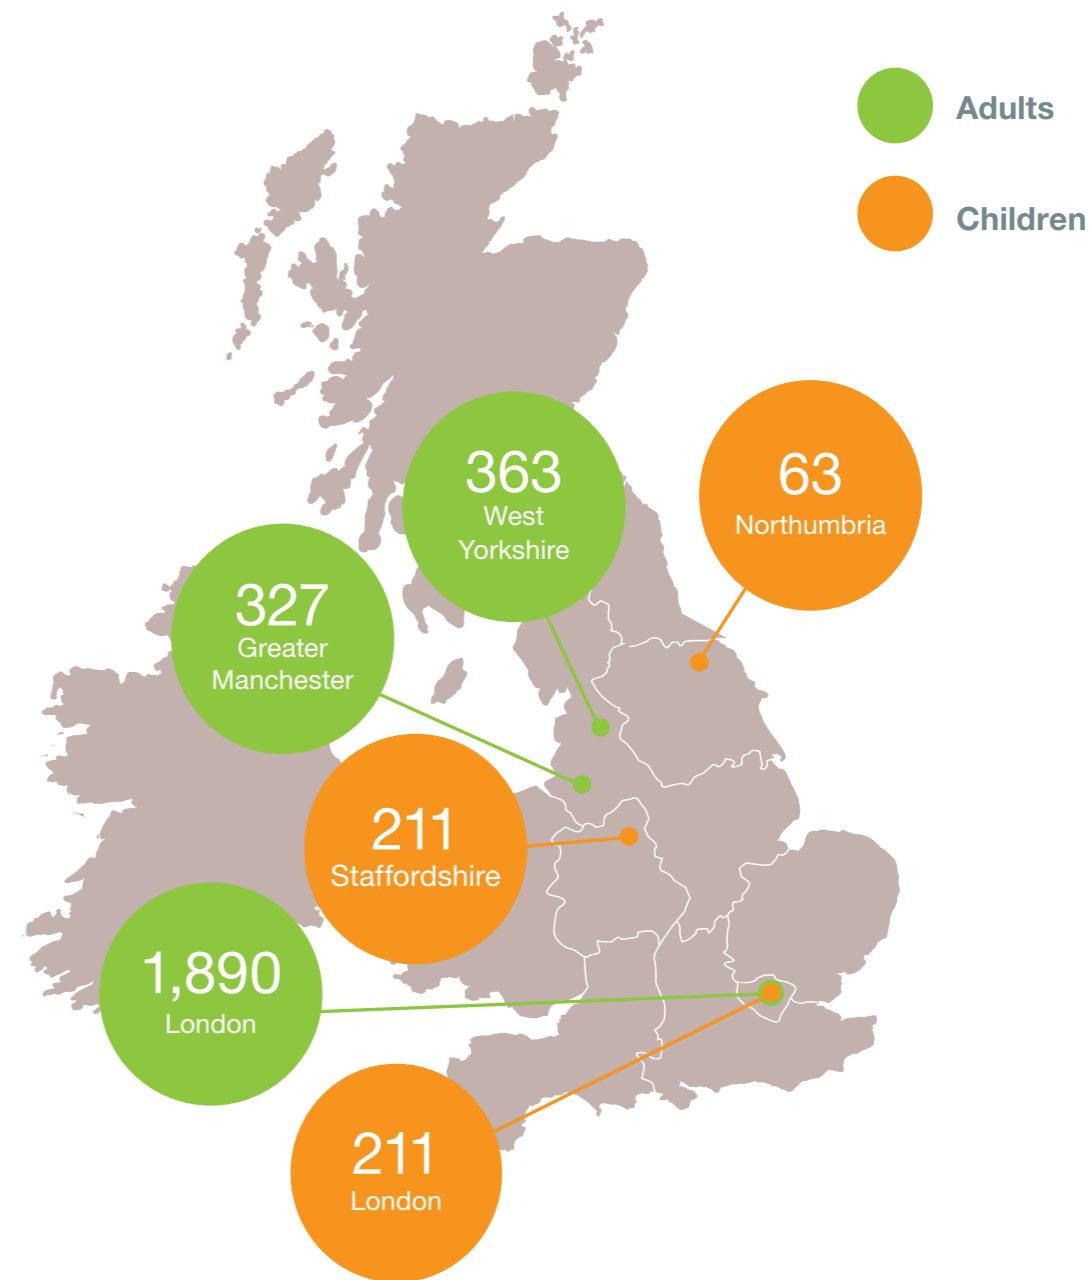 Adults
Children
363
West
Yorkshire
63
Northumbria
327
Greater
Manchester
211
Staffordshire
1,890
London
211
London